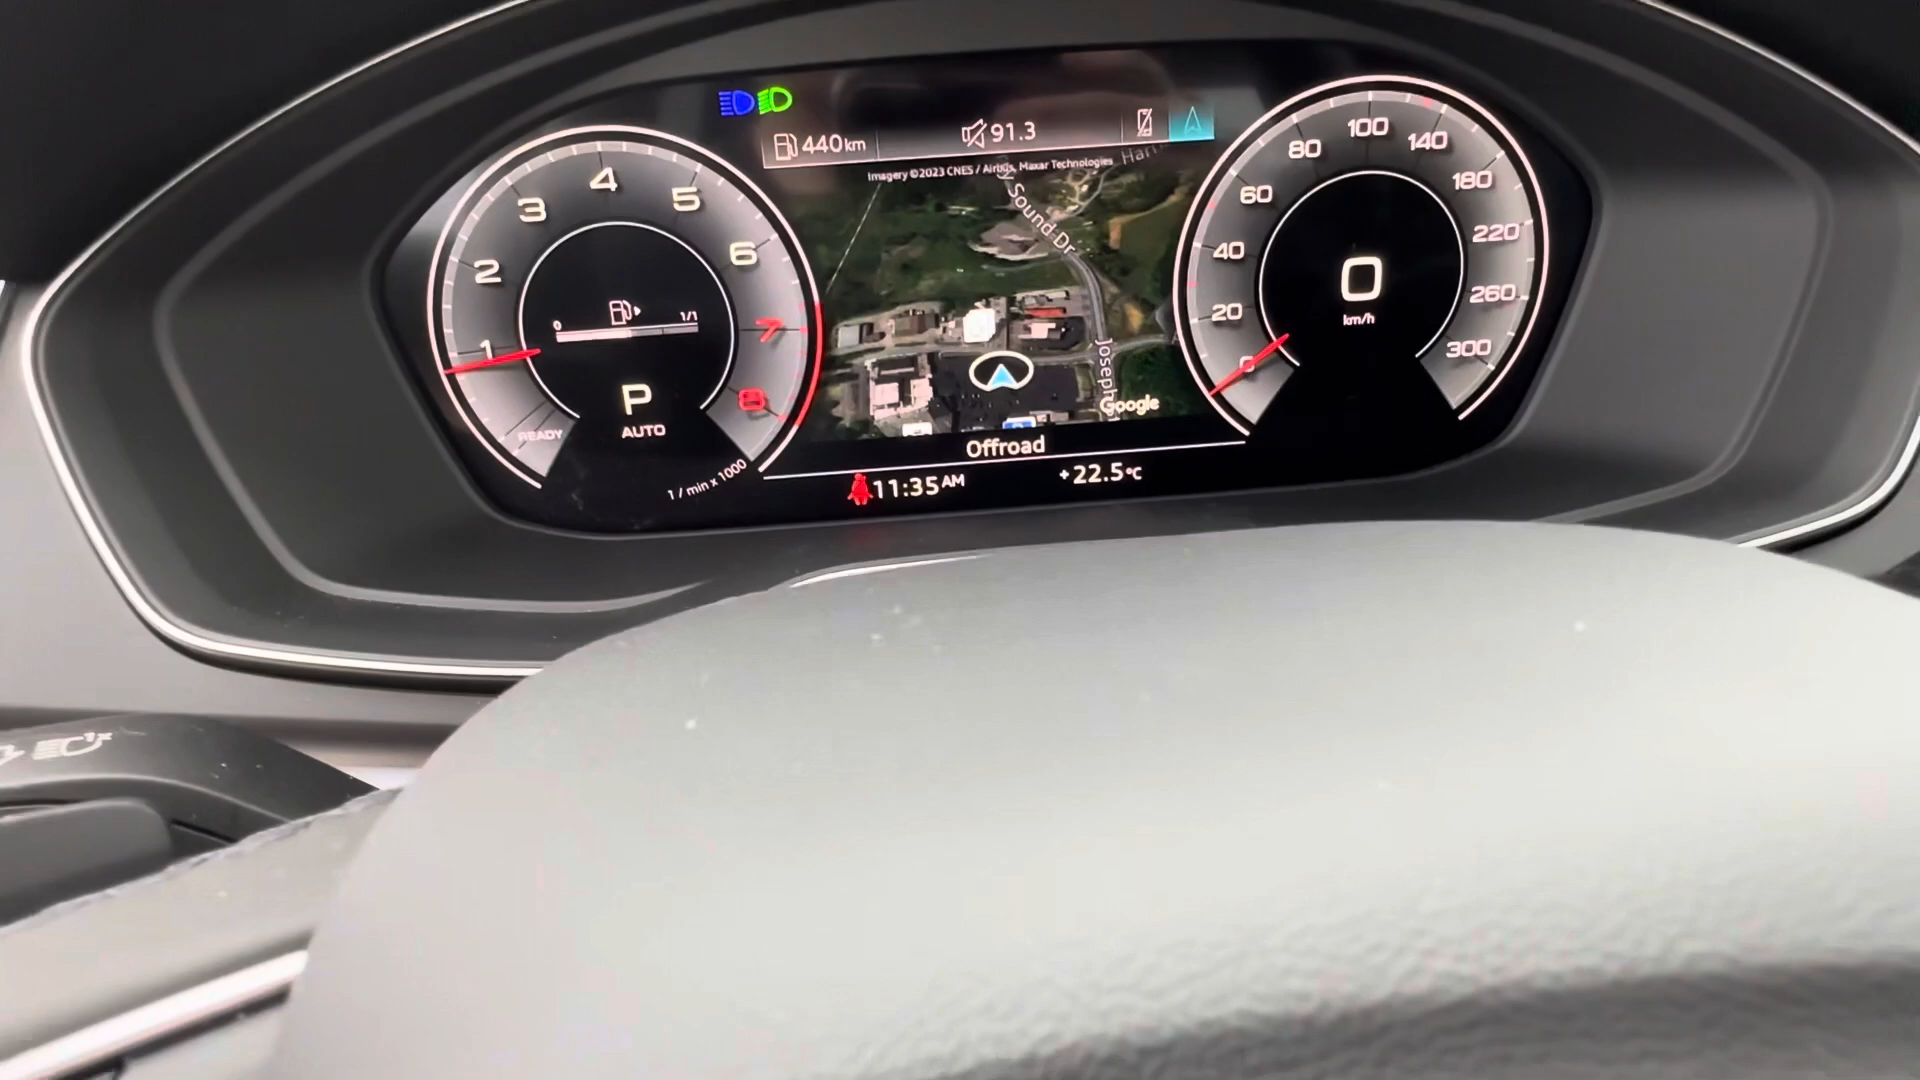 440km
91.3
Imagery ©2023 CNES / Airbus, Maxar Technologies
Sound Dr
Joseph
Google
Offroad
11:35 AM
+22.5°C
1
2
3
4
5
6
7
8
READY
1 / min x 1000
0
1/1
P
AUTO
0
20
40
60
80
100
140
180
220
260
300
0
km/h